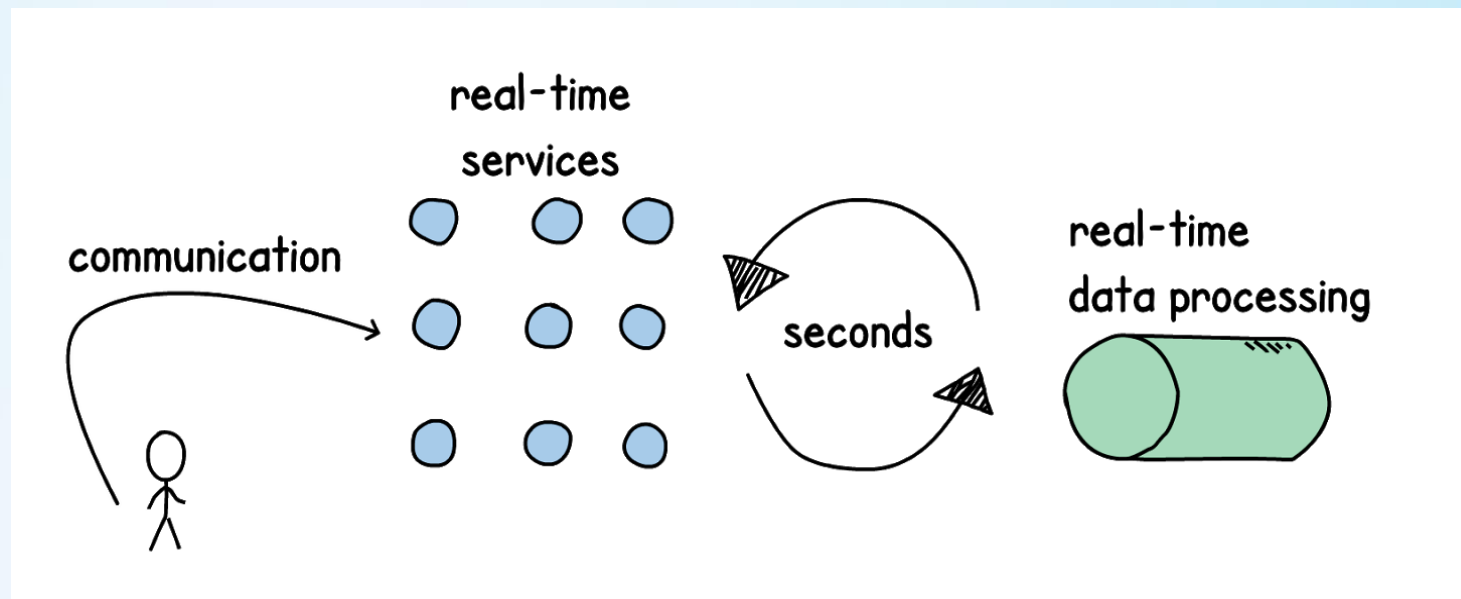 real-time
services
communication
seconds
real-time
data processing